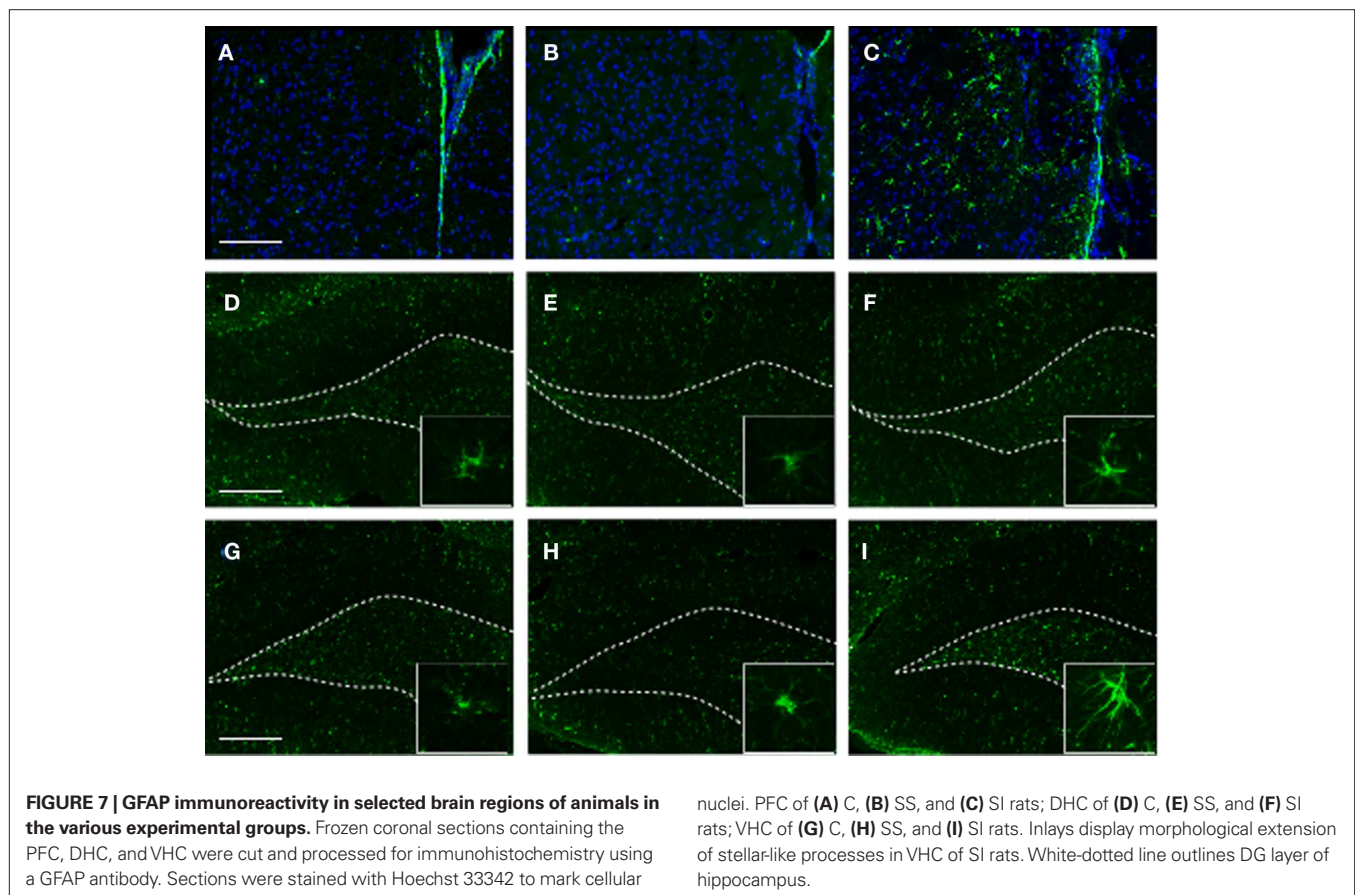 A
B
C
D
E
F
G
H
I
FIGURE 7 | GFAP immunoreactivity in selected brain regions of animals in
the various experimental groups. Frozen coronal sections containing the
PFC, DHC, and VHC were cut and processed for immunohistochemistry using
a GFAP antibody. Sections were stained with Hoechst 33342 to mark cellular
nuclei. PFC of (A) C, (B) SS, and (C) SI rats; DHC of (D) C, (E) SS, and (F) SI
rats; VHC of (G) C, (H) SS, and (I) SI rats. Inlays display morphological extension
of stellar-like processes in VHC of SI rats. White-dotted line outlines DG layer of
hippocampus.